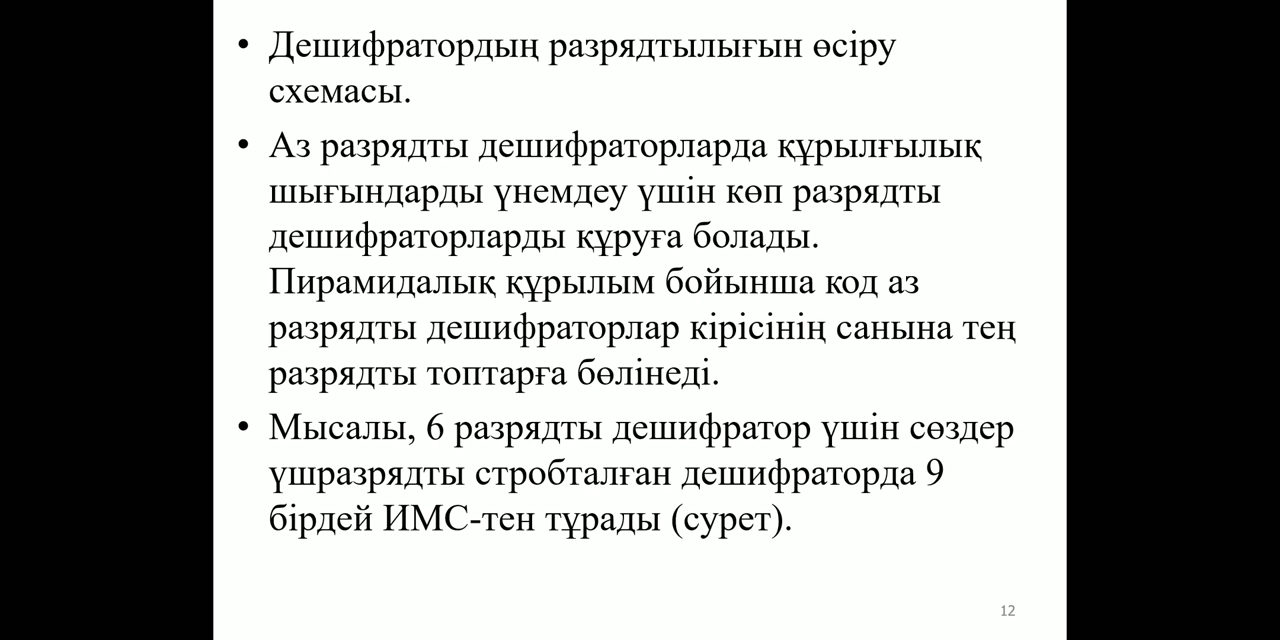 • Дешифратордың разрядтылығын өсіру
схемасы.
• Аз разрядты дешифраторларда құрылғылық
шығындарды үнемдеу үшін көп разрядты
дешифраторларды құруға болады.
Пирамидалық құрылым бойынша код аз
разрядты дешифраторлар кірісінің санына тең
разрядты топтарға бөлінеді.
• Мысалы, 6 разрядты дешифратор үшін сөздер
үшразрядты стробталған дешифраторда 9
бірдей ИМС-тен тұрады (сурет).
12